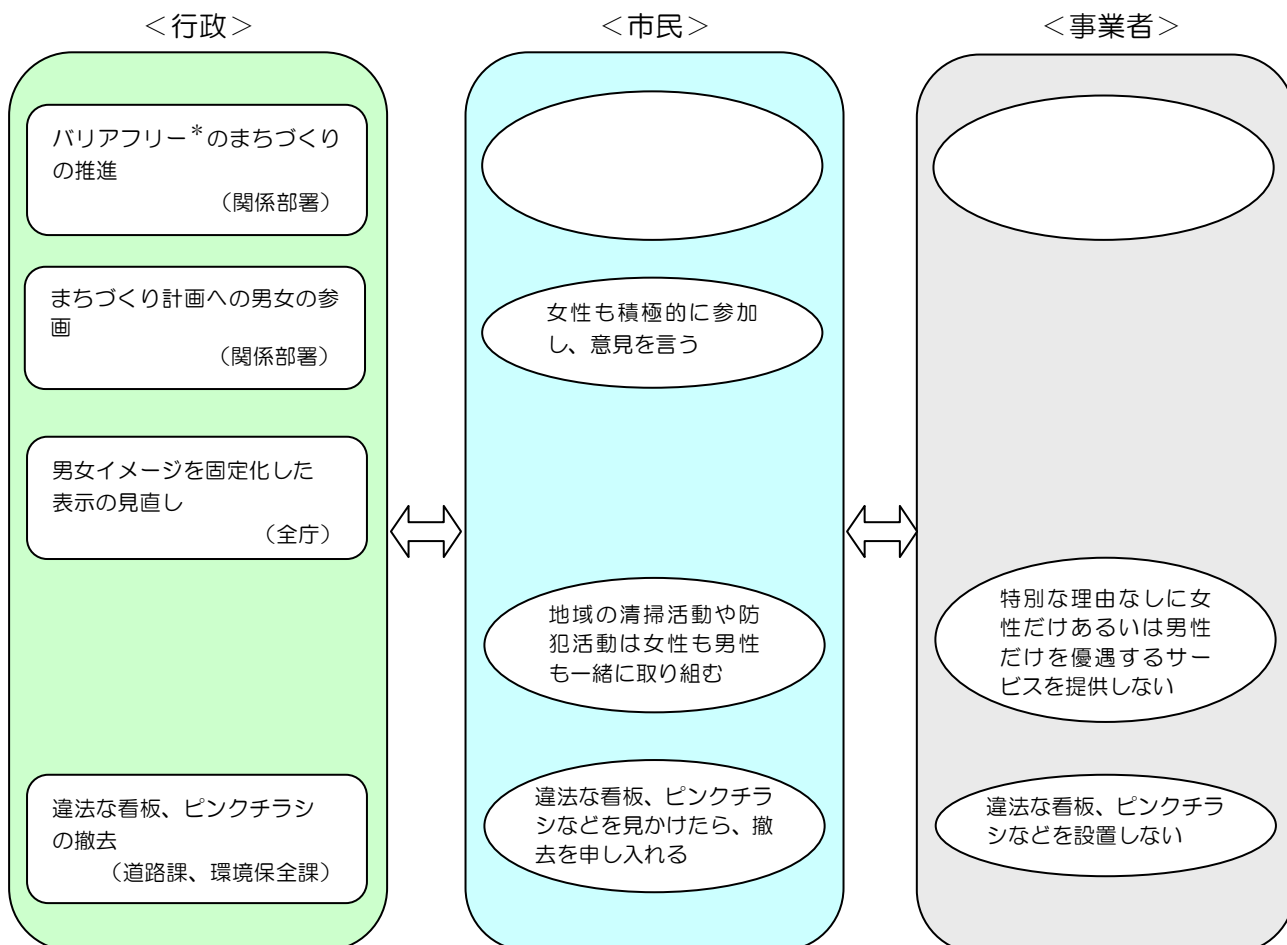 ＜行政＞
＜市民＞
＜事業者＞
バリアフリー＊のまちづくり
の推進
（関係部署）
まちづくり計画への男女の参
画
（関係部署）
男女イメージを固定化した
表示の見直し
（全庁）
違法な看板、ピンクチラシ
の撤去
（道路課、環境保全課）
女性も積極的に参加
し、意見を言う
地域の清掃活動や防
犯活動は女性も男性
も一緒に取り組む
違法な看板、ピンクチラ
シなどを見かけたら、撤
去を申し入れる
特別な理由なしに女
性だけあるいは男性
だけを優遇するサー
ビスを提供しない
違法な看板、ピンクチラ
シなどを設置しない